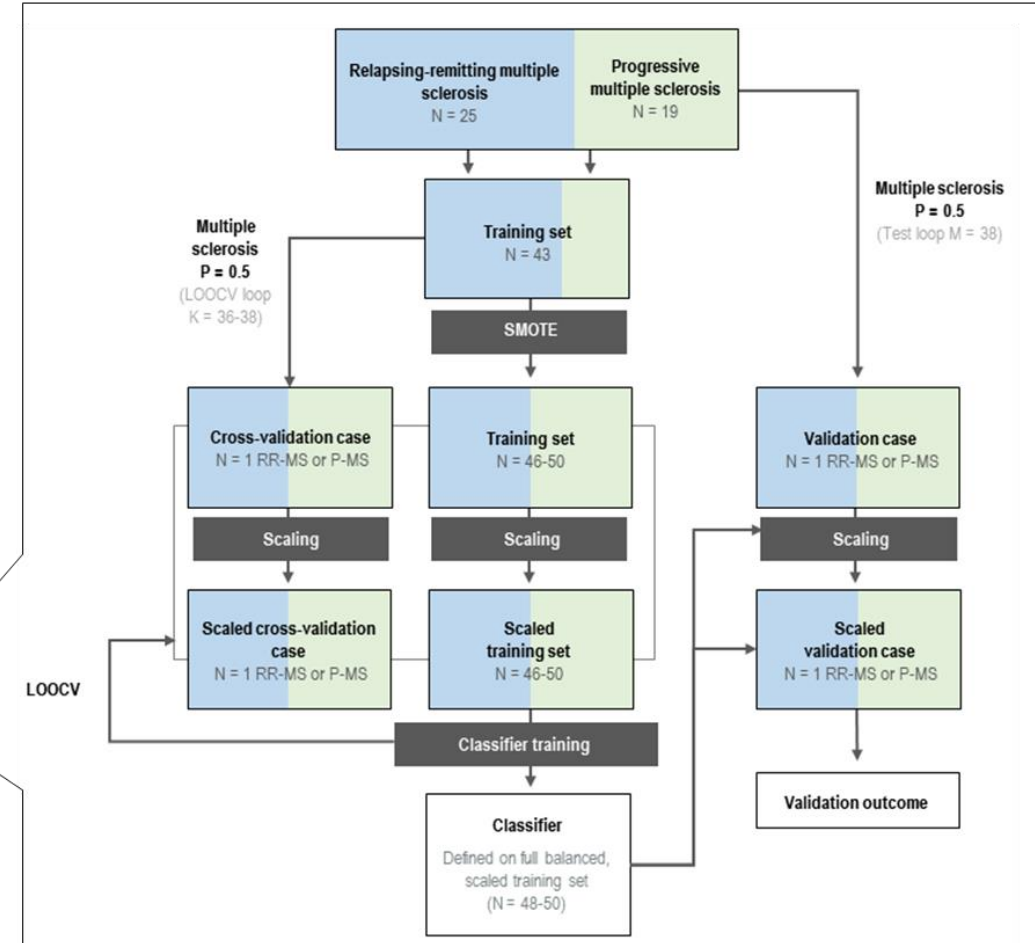 Relapsing-remitting multiple
sclerosis
N = 25
Progressive
multiple sclerosis
N = 19
Multiple
sclerosis
P = 0.5
(LOOCV loop
K = 36-38)
Training set
N = 43
Multiple sclerosis
P = 0.5
(Test loop M = 38)
SMOTE
Cross-validation case
N = 1 RR-MS or P-MS
Training set
N = 46-50
Validation case
N = 1 RR-MS or P-MS
Scaling
Scaling
Scaling
Scaled cross-validation
case
N = 1 RR-MS or P-MS
Scaled
training set
N = 46-50
Scaled
validation case
N = 1 RR-MS or P-MS
LOOCV
Classifier training
Classifier
Defined on full balanced,
scaled training set
(N = 48-50)
Validation outcome